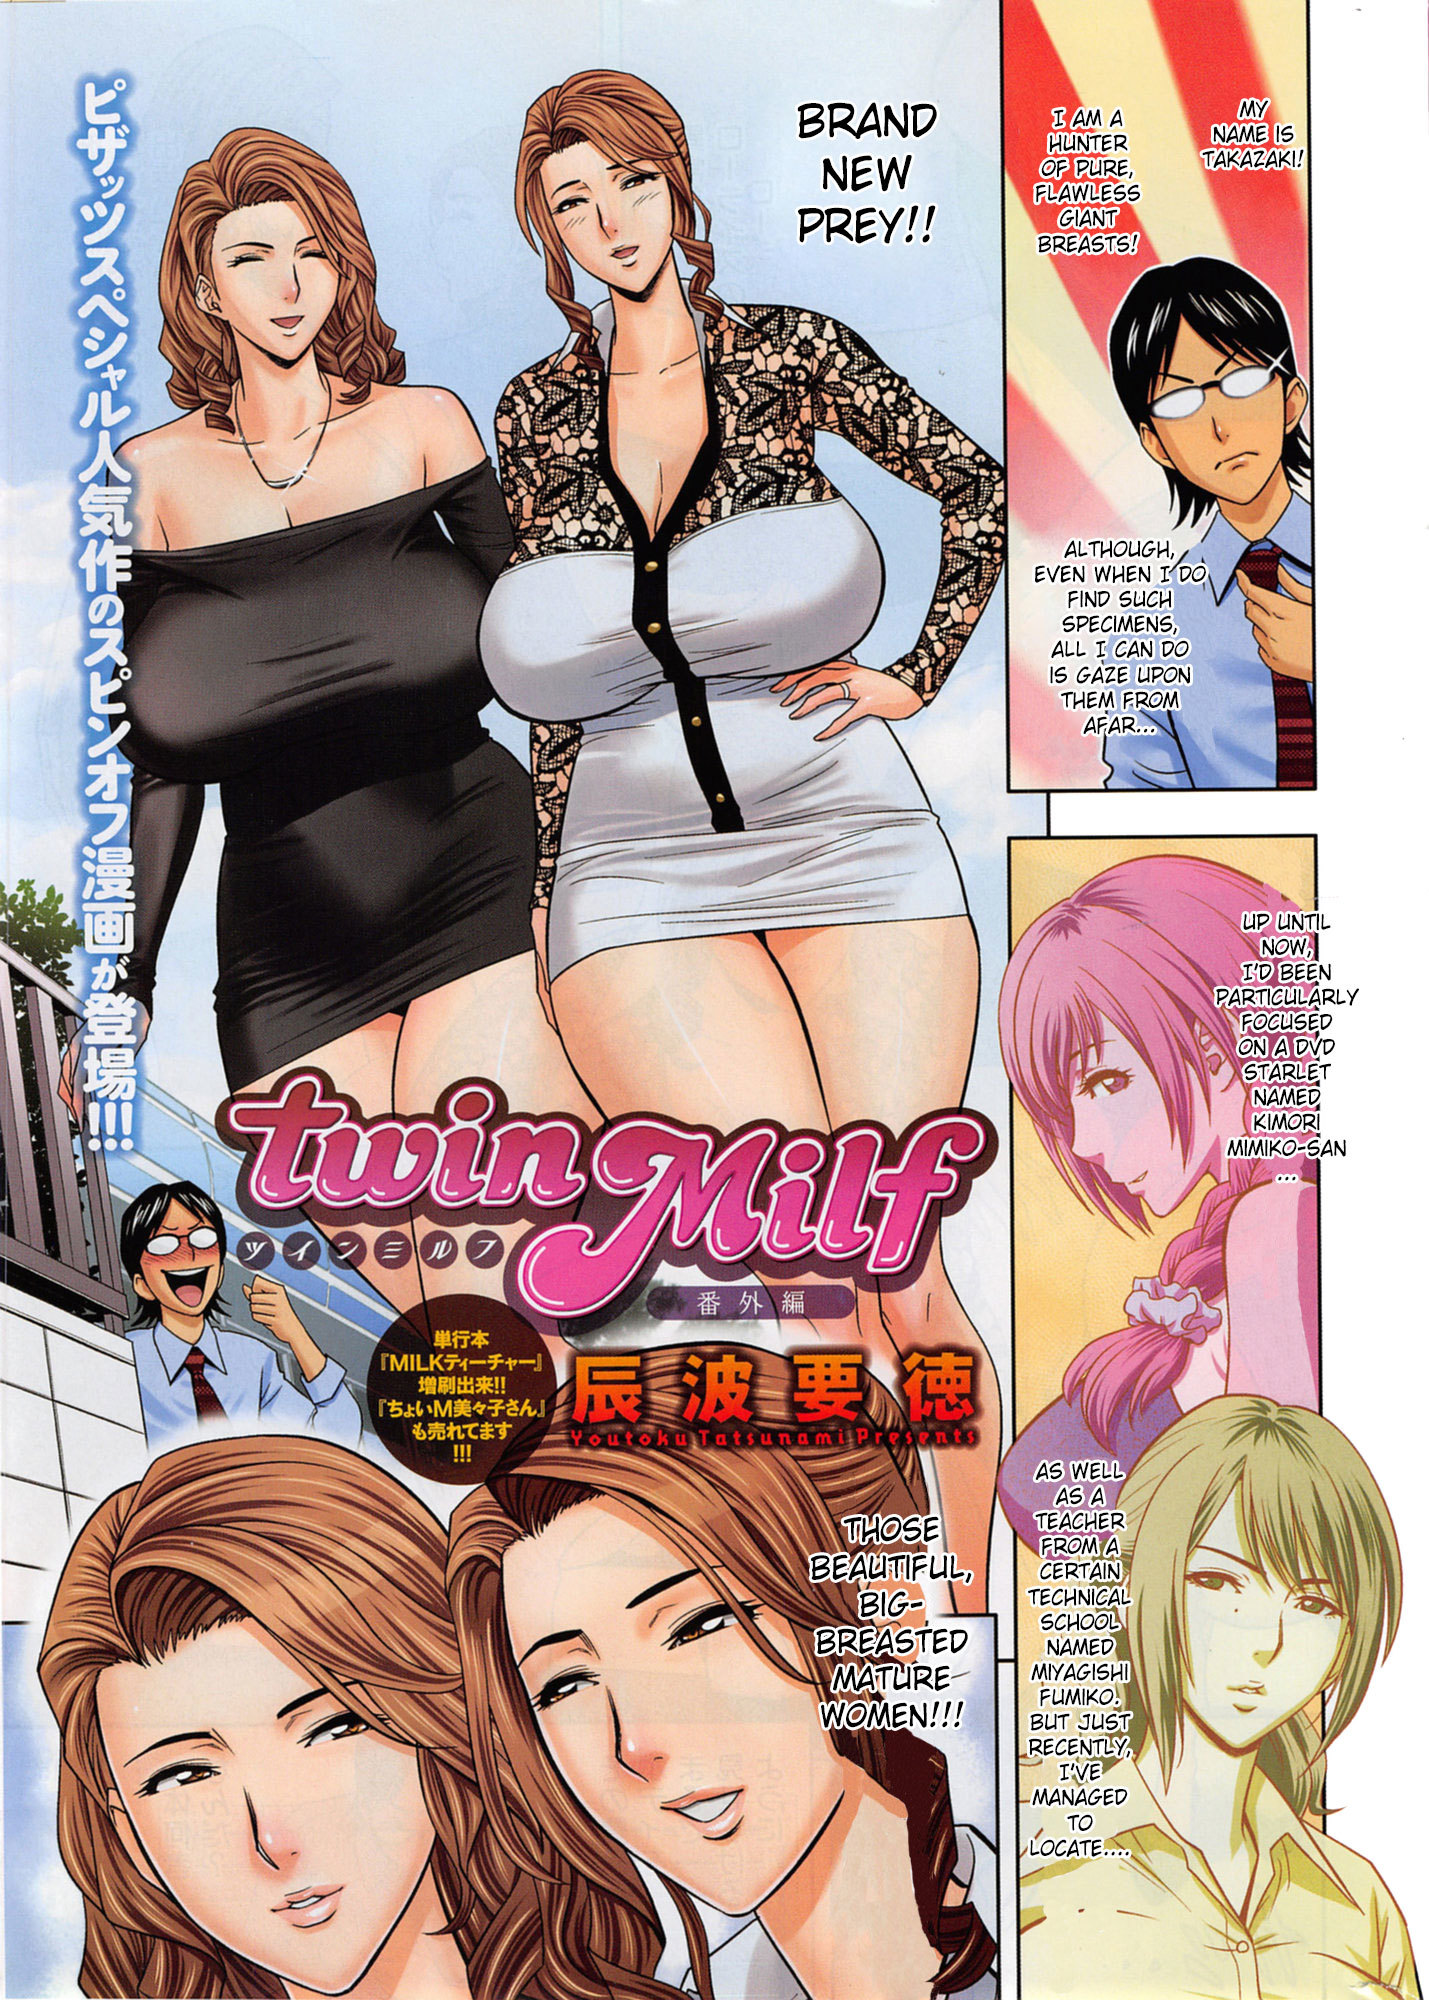 MY
NAME IS
TAKAZAKI!
I AM A
HUNTER
OF PURE,
FLAWLESS
GIANT
BREASTS!
ALTHOUGH,
EVEN WHEN I DO
FIND SUCH
SPECIMENS,
ALL I CAN DO
IS GAZE UPON
THEM FROM
AFAR...
UP UNTIL
NOW,
I'D BEEN
PARTICULARLY
FOCUSED
ON A DVD
STARLET
NAMED
KIMORI
MIMIKO-SAN
...
AS WELL
AS A
TEACHER
FROM A
CERTAIN
TECHNICAL
SCHOOL
NAMED
MIYAGISHI
FUMIKO.
BUT JUST
RECENTLY,
I'VE
MANAGED
TO
LOCATE....
BRAND
NEW
PREY!!
ピザッツスペシャル人気作のスピンオフ漫画が登場!!!
twin Milf
ツインミルフ
番外編
単行本
『MILKティーチャー』
増刷出来!!
『ちょいM美々子さん』
も売れてます
!!!
辰波要徳
Youtoku Tatsunami Presents
THOSE
BEAUTIFUL,
BIG-
BREASTED
MATURE
WOMEN!!!